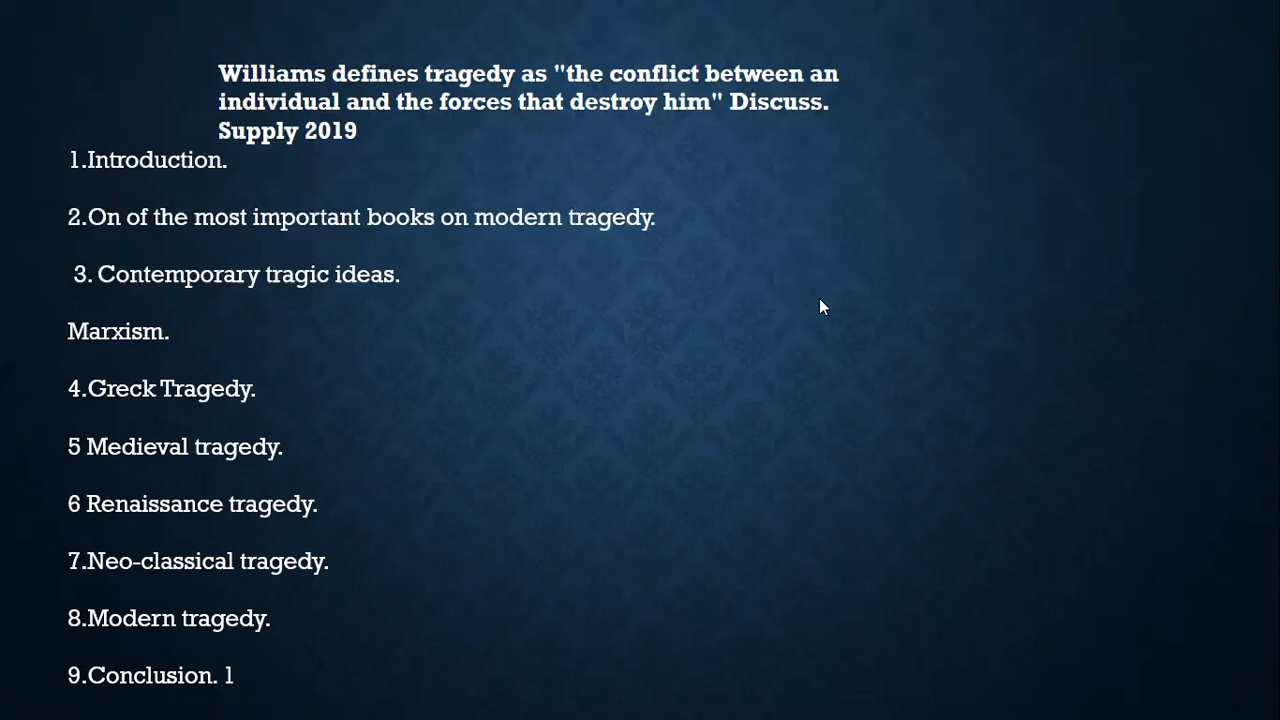 Williams defines tragedy as "the conflict between an
individual and the forces that destroy him" Discuss.
Supply 2019
1.Introduction.
2.On of the most important books on modern tragedy.
3. Contemporary tragic ideas.
Marxism.
4.Greck Tragedy.
5 Medieval tragedy.
6 Renaissance tragedy.
7.Neo-classical tragedy.
8.Modern tragedy.
9.Conclusion. 1